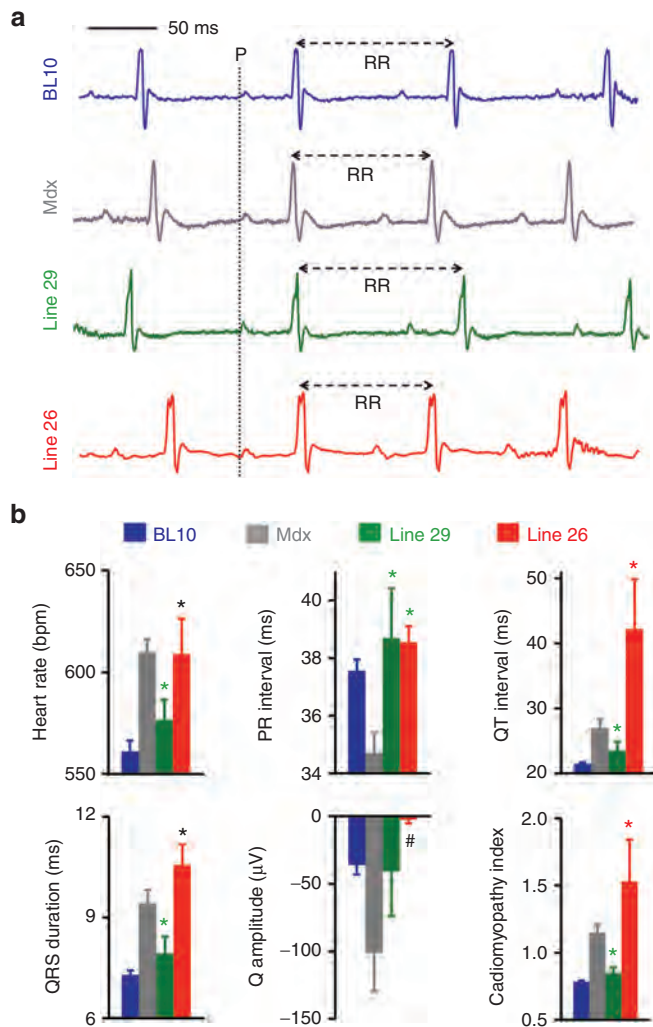 a
50 ms
P
BL10
RR
Mdx
RR
Line 29
RR
Line 26
RR
b
BL10 Mdx Line 29 Line 26
Heart rate (bpm)
650
600
550
*
*
PR interval (ms)
40
38
36
34
*
*
QT interval (ms)
50
40
30
20
*
*
QRS duration (ms)
12
9
6
*
*
Q amplitude (µV)
0
−50
−100
−150
#
Cadiomyopathy index
2.0
1.5
1.0
0.5
*
*